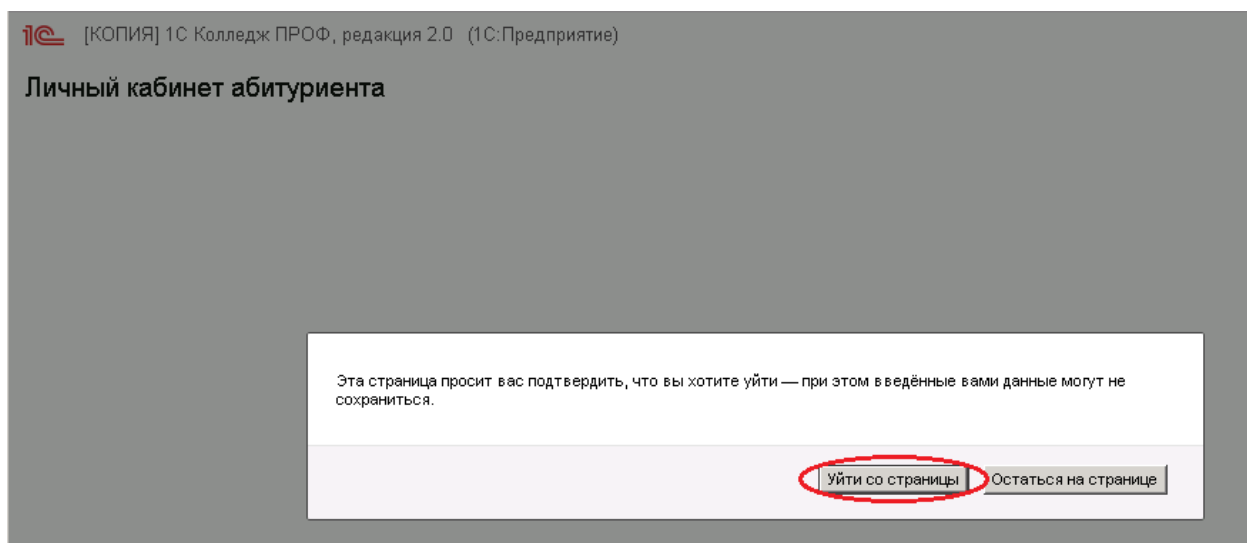 1С [КОПИЯ] 1С Колледж ПРОФ, редакция 2.0 (1С:Предприятие)
Личный кабинет абитуриента
Эта страница просит вас подтвердить, что вы хотите уйти — при этом введённые вами данные могут не
сохраниться.
Уйти со страницы Остаться на странице